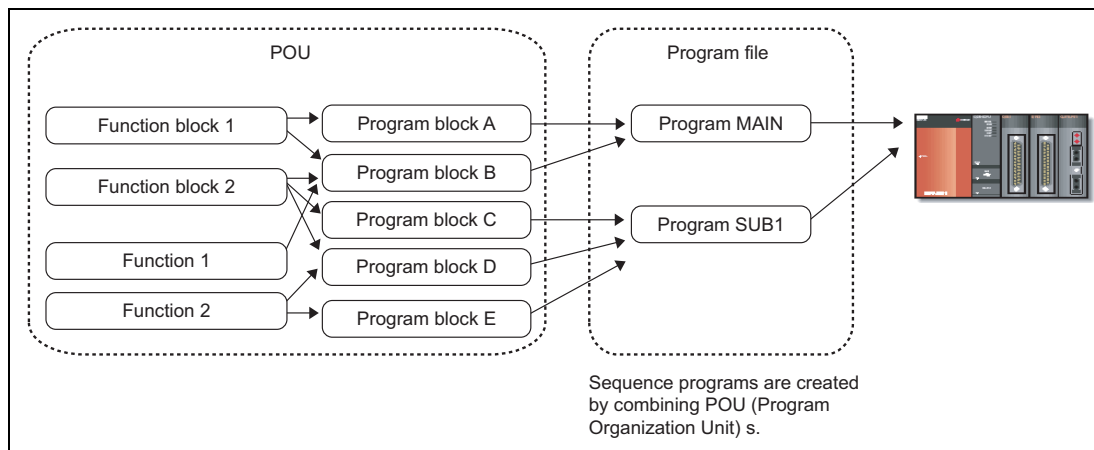 POU
Program file
Function block 1
Function block 2
Function 1
Function 2
Program block A
Program block B
Program block C
Program block D
Program block E
Program MAIN
Program SUB1
Sequence programs are created
by combining POU (Program
Organization Unit) s.